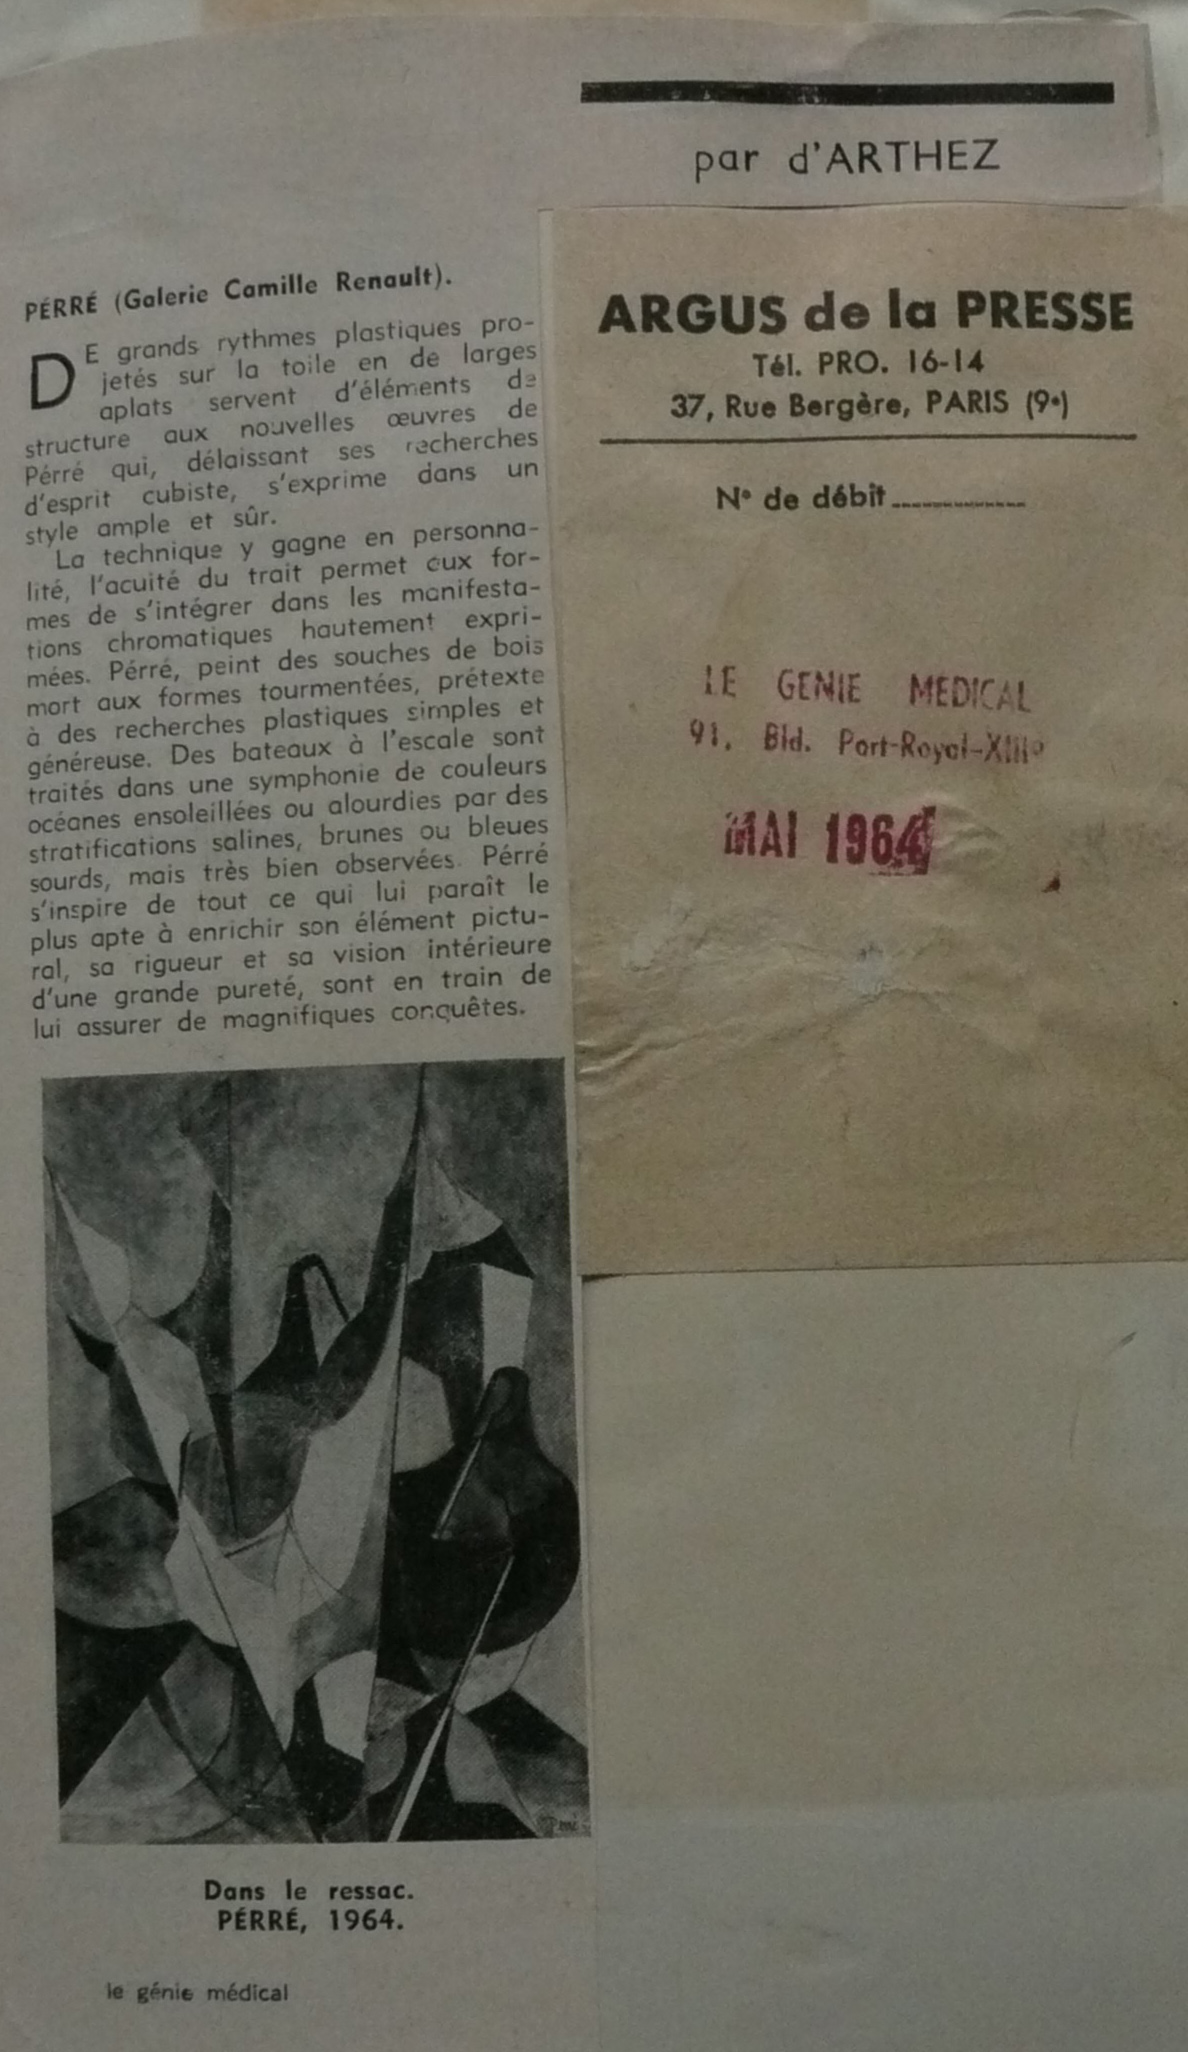 par d'ARTHEZ
PÉRRÉ (Galerie Camille Renault).
DE grands rythmes plastiques pro-
jetés sur la toile en de larges
aplats servent d'éléments de
structure aux nouvelles œuvres de
Pérré qui, délaissant ses recherches
d'esprit cubiste, s'exprime dans un
style ample et sûr.
La technique y gagne en personna-
lité, l'acuité du trait permet aux for-
mes de s'intégrer dans les manifesta-
tions chromatiques hautement expri-
mées. Pérré, peint des souches de bois
mort aux formes tourmentées, prétexte
à des recherches plastiques simples et
généreuse. Des bateaux à l'escale sont
traités dans une symphonie de couleurs
océanes ensoleillées ou alourdies par des
stratifications salines, brunes ou bleues
sourds, mais très bien observées. Pérré
s'inspire de tout ce qui lui paraît le
plus apte à enrichir son élément pictu-
ral, sa rigueur et sa vision intérieure
d'une grande pureté, sont en train de
lui assurer de magnifiques conquêtes.
Dans le ressac.
PÉRRÉ, 1964.
le génie médical
ARGUS de la PRESSE
Tél. PRO. 16-14
37, Rue Bergère, PARIS (9e)
N° de débit
LE GENIE MEDICAL
91, Bld. Port-Royal-XIIIe
MAI 1964